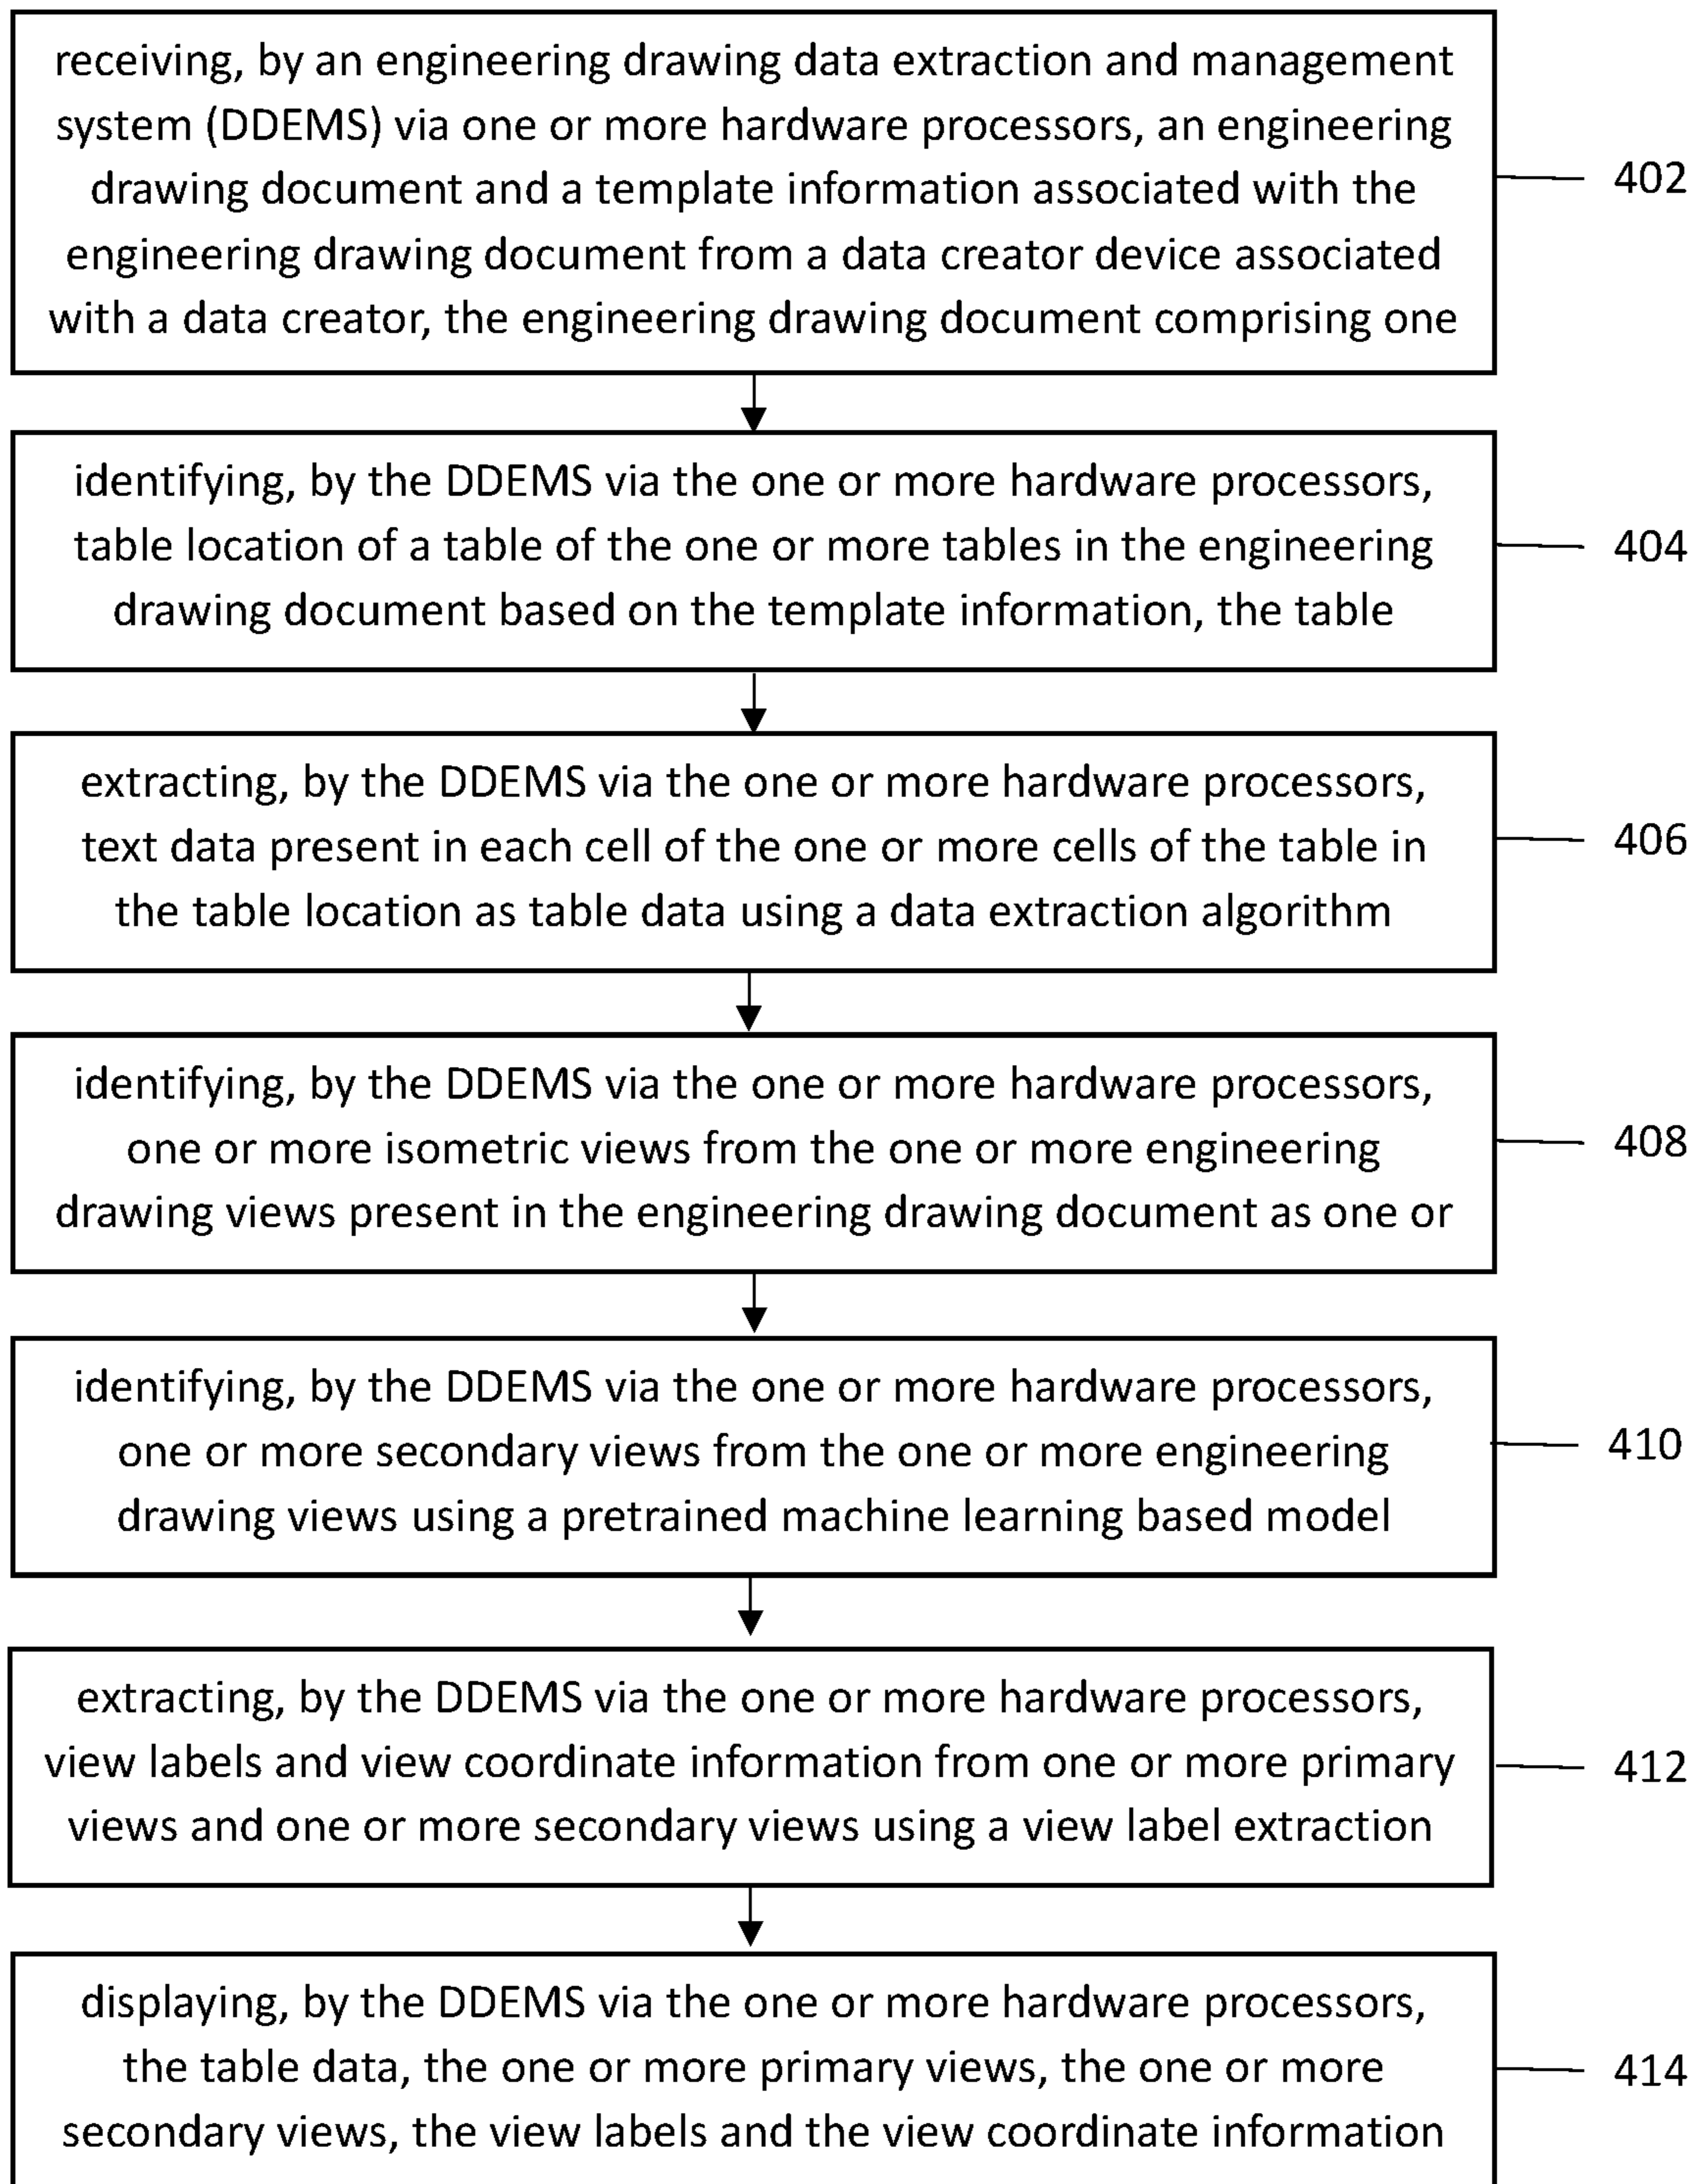 receiving, by an engineering drawing data extraction and management
system (DDEMS) via one or more hardware processors, an engineering
drawing document and a template information associated with the
engineering drawing document from a data creator device associated
with a data creator, the engineering drawing document comprising one
402
identifying, by the DDEMS via the one or more hardware processors,
table location of a table of the one or more tables in the engineering
drawing document based on the template information, the table
404
extracting, by the DDEMS via the one or more hardware processors,
text data present in each cell of the one or more cells of the table in
the table location as table data using a data extraction algorithm
406
identifying, by the DDEMS via the one or more hardware processors,
one or more isometric views from the one or more engineering
drawing views present in the engineering drawing document as one or
408
identifying, by the DDEMS via the one or more hardware processors,
one or more secondary views from the one or more engineering
drawing views using a pretrained machine learning based model
410
extracting, by the DDEMS via the one or more hardware processors,
view labels and view coordinate information from one or more primary
views and one or more secondary views using a view label extraction
412
displaying, by the DDEMS via the one or more hardware processors,
the table data, the one or more primary views, the one or more
secondary views, the view labels and the view coordinate information
414